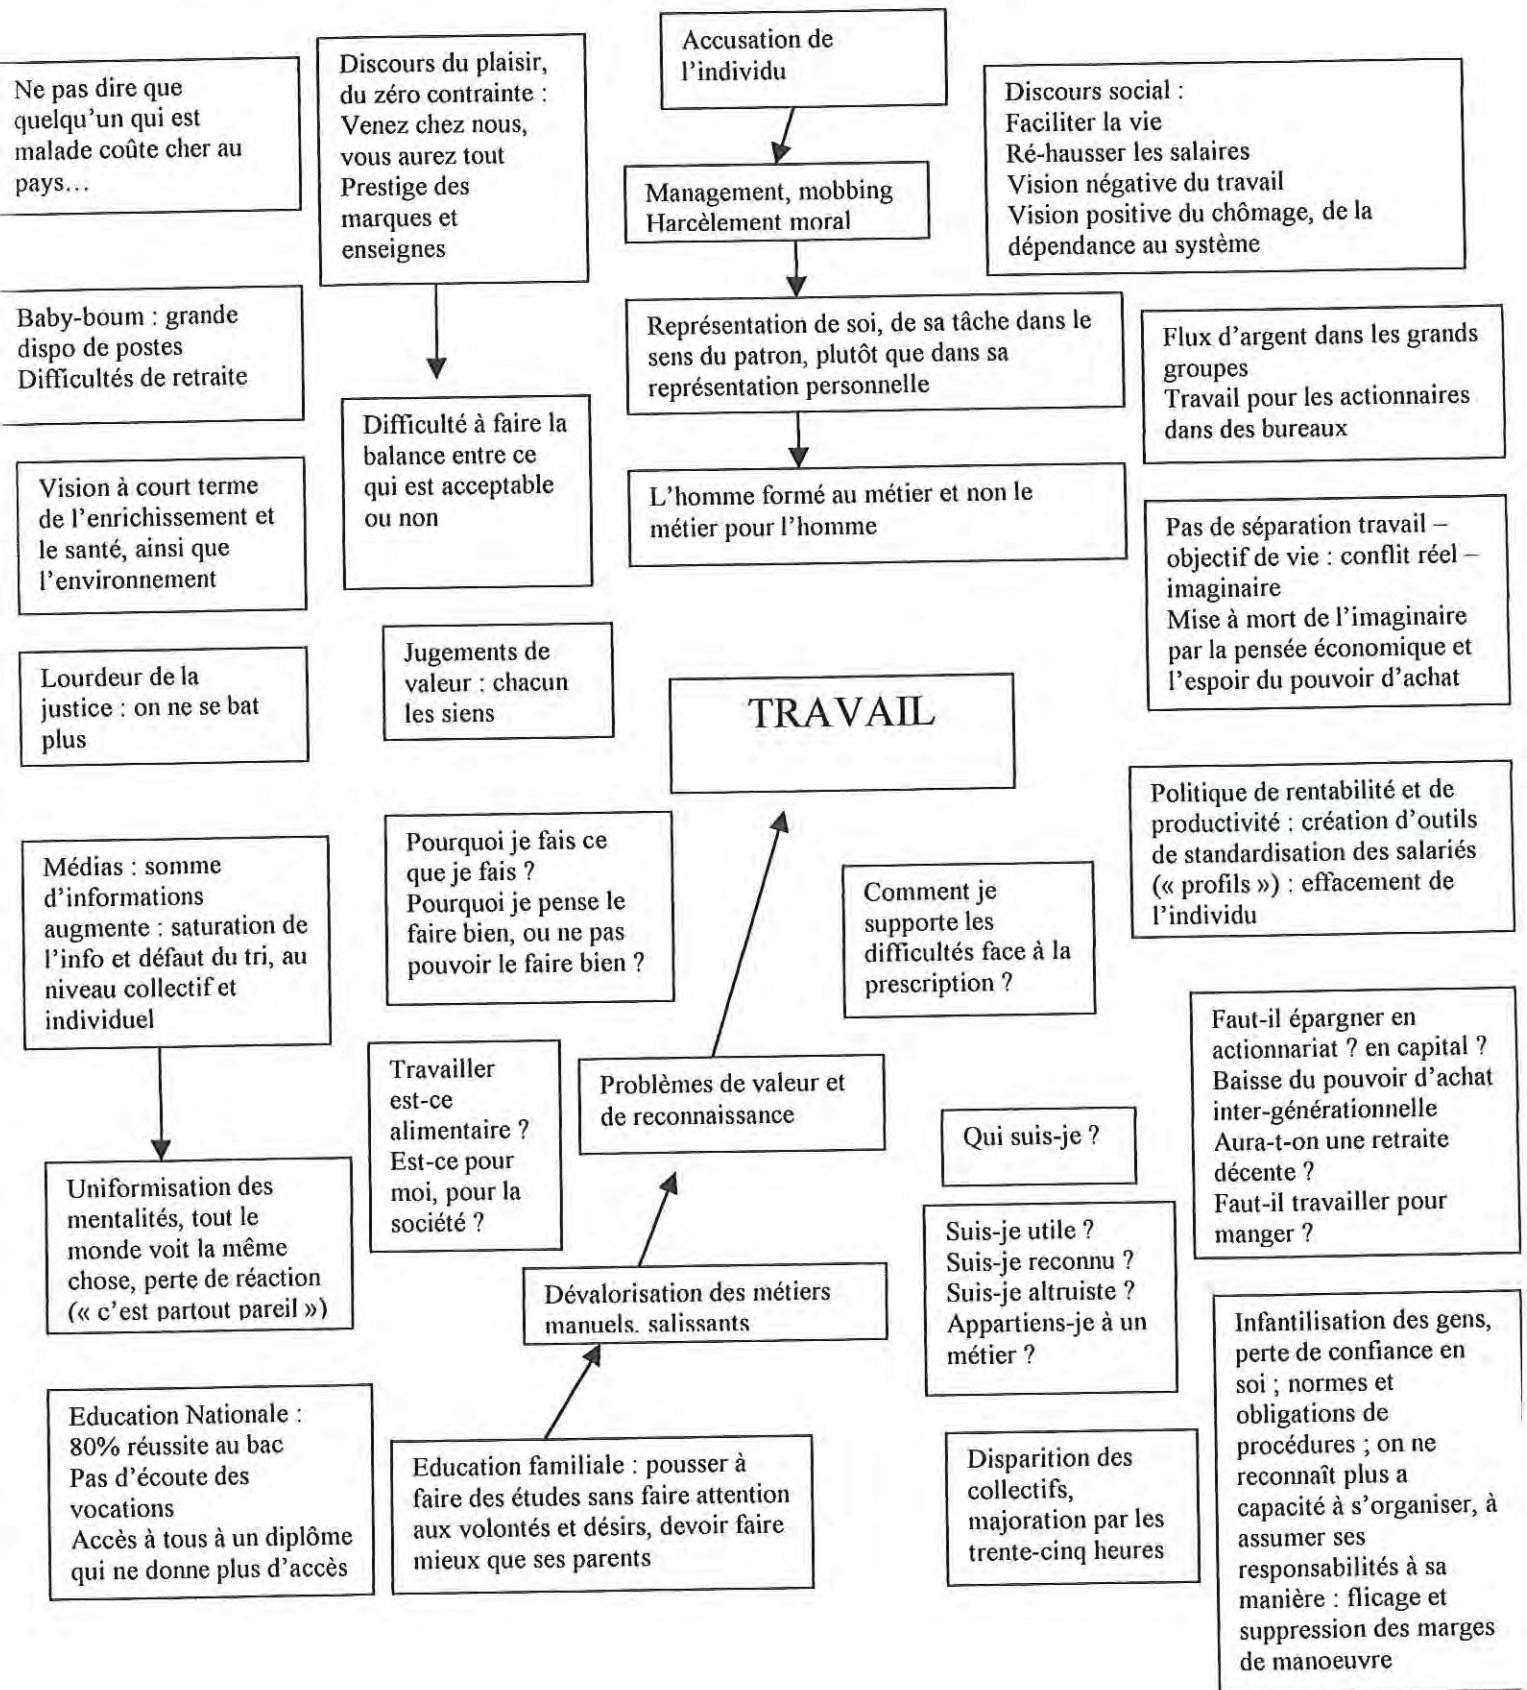 Accusation de
l'individu
Ne pas dire que
quelqu'un qui est
malade coûte cher au
pays…
Discours du plaisir,
du zéro contrainte :
Venez chez nous,
vous aurez tout
Prestige des
marques et
enseignes
Management, mobbing
Harcèlement moral
Discours social :
Faciliter la vie
Ré-hausser les salaires
Vision négative du travail
Vision positive du chômage, de la
dépendance au système
Baby-boum : grande
dispo de postes
Difficultés de retraite
Représentation de soi, de sa tâche dans le
sens du patron, plutôt que dans sa
représentation personnelle
Flux d'argent dans les grands
groupes
Travail pour les actionnaires
dans des bureaux
Difficulté à faire la
balance entre ce
qui est acceptable
ou non
Vision à court terme
de l'enrichissement et
le santé, ainsi que
l'environnement
L'homme formé au métier et non le
métier pour l'homme
Pas de séparation travail –
objectif de vie : conflit réel –
imaginaire
Mise à mort de l'imaginaire
par la pensée économique et
l'espoir du pouvoir d'achat
Lourdeur de la
justice : on ne se bat
plus
Jugements de
valeur : chacun
les siens
TRAVAIL
Politique de rentabilité et de
productivité : création d'outils
de standardisation des salariés
(« profils ») : effacement de
l'individu
Médias : somme
d'informations
augmente : saturation de
l'info et défaut du tri, au
niveau collectif et
individuel
Pourquoi je fais ce
que je fais ?
Pourquoi je pense le
faire bien, ou ne pas
pouvoir le faire bien ?
Comment je
supporte les
difficultés face à la
prescription ?
Faut-il épargner en
actionnariat ? en capital ?
Baisse du pouvoir d'achat
inter-générationnelle
Aura-t-on une retraite
décente ?
Faut-il travailler pour
manger ?
Travailler
est-ce
alimentaire ?
Est-ce pour
moi, pour la
société ?
Problèmes de valeur et
de reconnaissance
Qui suis-je ?
Uniformisation des
mentalités, tout le
monde voit la même
chose, perte de réaction
(« c'est partout pareil »)
Suis-je utile ?
Suis-je reconnu ?
Suis-je altruiste ?
Appartiens-je à un
métier ?
Dévalorisation des métiers
manuels, salissants
Infantilisation des gens,
perte de confiance en
soi ; normes et
obligations de
procédures ; on ne
reconnaît plus a
capacité à s'organiser, à
assumer ses
responsabilités à sa
manière : flicage et
suppression des marges
de manoeuvre
Education Nationale :
80% réussite au bac
Pas d'écoute des
vocations
Accès à tous à un diplôme
qui ne donne plus d'accès
Education familiale : pousser à
faire des études sans faire attention
aux volontés et désirs, devoir faire
mieux que ses parents
Disparition des
collectifs,
majoration par les
trente-cinq heures